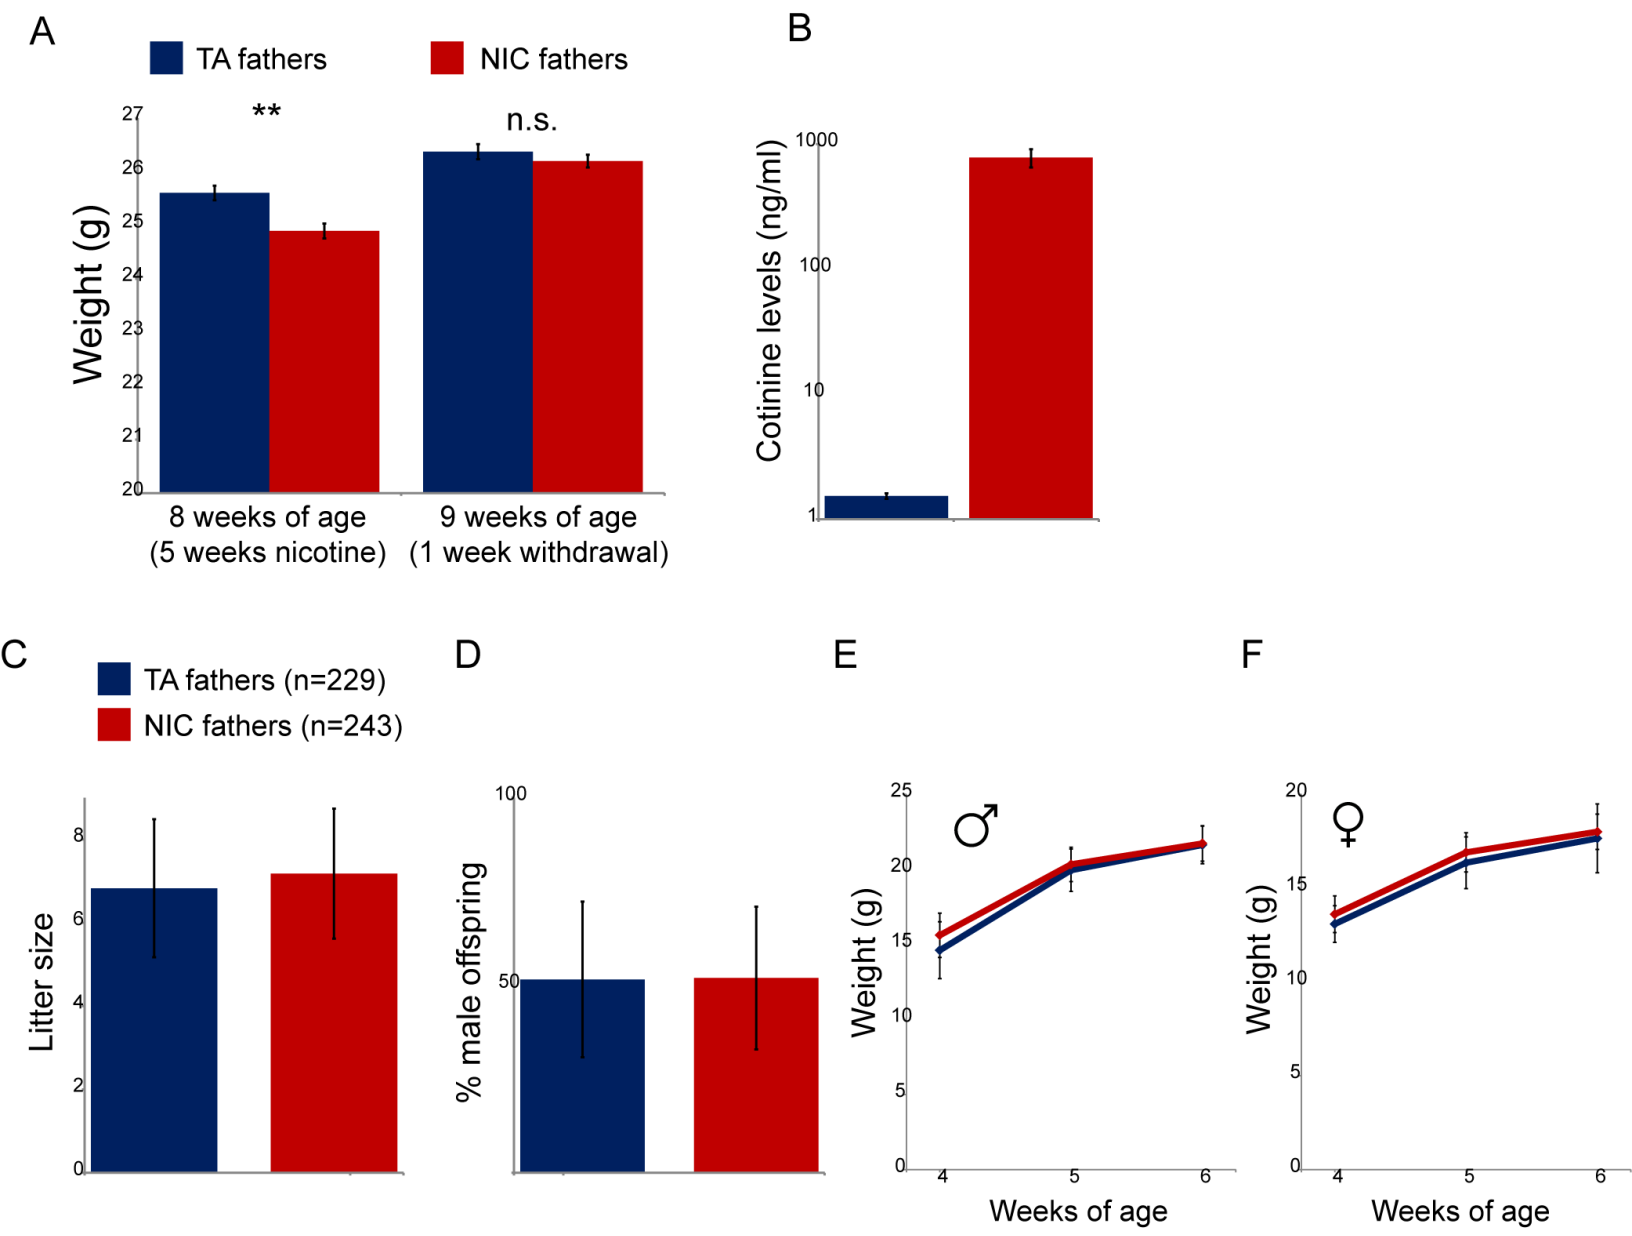 A
TA fathers
NIC fathers
**
n.s.
27
26
25
24
23
22
21
20
Weight (g)
8 weeks of age
(5 weeks nicotine)
9 weeks of age
(1 week withdrawal)
B
1000
100
10
1
Cotinine levels (ng/ml)
C
TA fathers (n=229)
NIC fathers (n=243)
8
6
4
2
0
Litter size
D
100
50
% male offspring
E
♂
25
20
15
10
5
0
Weight (g)
4 5 6
Weeks of age
F
♀
20
15
10
5
0
Weight (g)
4 5 6
Weeks of age